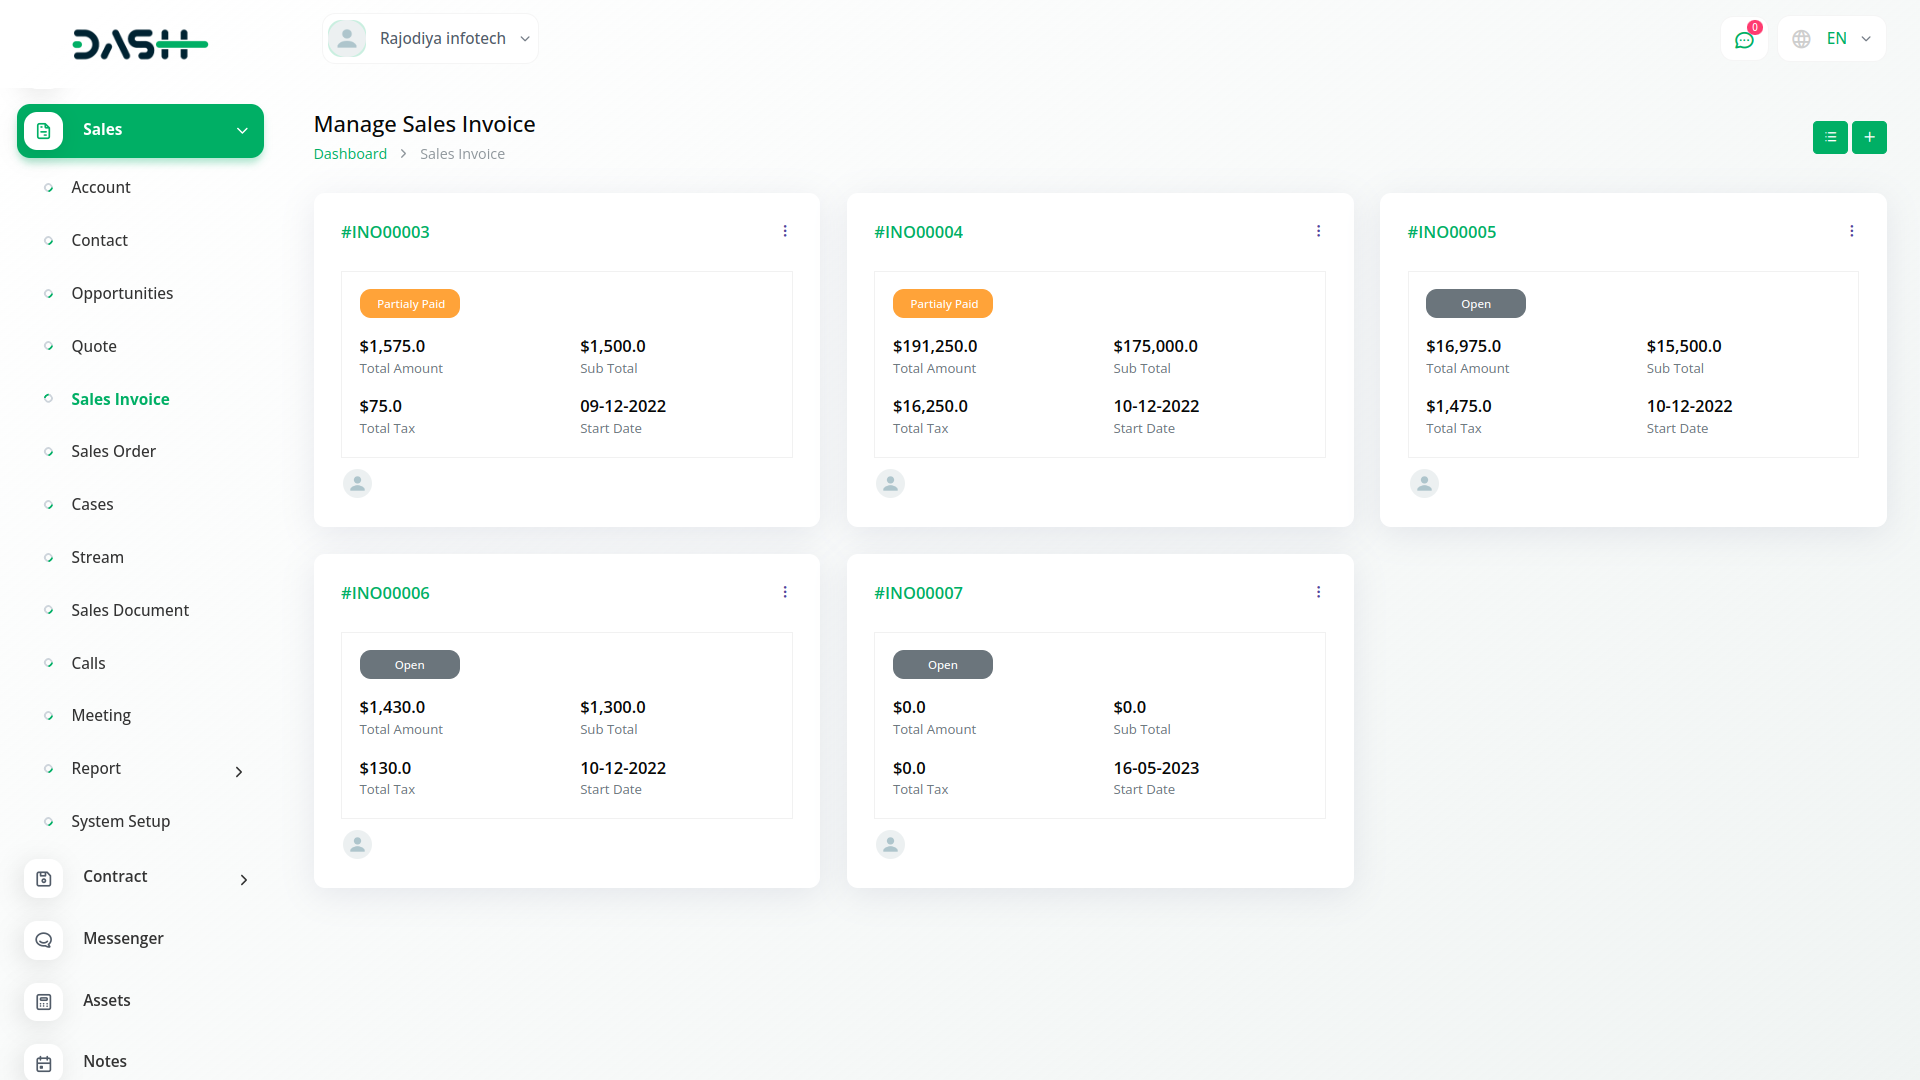 DASH
Rajodiya infotech
0
EN
Sales
Account
Contact
Opportunities
Quote
Sales Invoice
Sales Order
Cases
Stream
Sales Document
Calls
Meeting
Report
System Setup
Contract
Messenger
Assets
Notes
Manage Sales Invoice
Dashboard > Sales Invoice
#INO00003
Partialy Paid
$1,575.0 $1,500.0
Total Amount Sub Total
$75.0 09-12-2022
Total Tax Start Date
#INO00004
Partialy Paid
$191,250.0 $175,000.0
Total Amount Sub Total
$16,250.0 10-12-2022
Total Tax Start Date
#INO00005
Open
$16,975.0 $15,500.0
Total Amount Sub Total
$1,475.0 10-12-2022
Total Tax Start Date
#INO00006
Open
$1,430.0 $1,300.0
Total Amount Sub Total
$130.0 10-12-2022
Total Tax Start Date
#INO00007
Open
$0.0 $0.0
Total Amount Sub Total
$0.0 16-05-2023
Total Tax Start Date